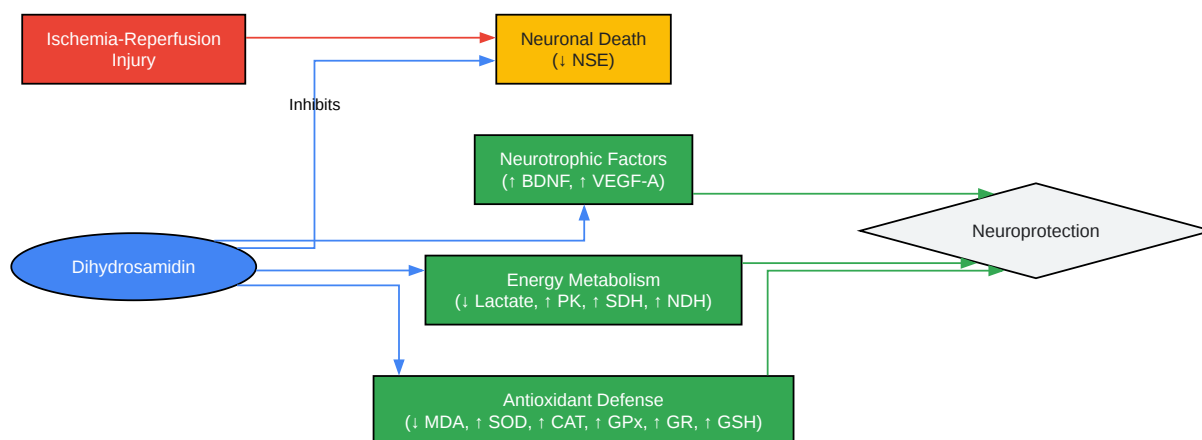 Ischemia-Reperfusion
Injury
Neuronal Death
(↓ NSE)
Inhibits
Neurotrophic Factors
(↑ BDNF, ↑ VEGF-A)
Neuroprotection
Dihydrosamidin
Energy Metabolism
(↓ Lactate, ↑ PK, ↑ SDH, ↑ NDH)
Antioxidant Defense
(↓ MDA, ↑ SOD, ↑ CAT, ↑ GPx, ↑ GR, ↑ GSH)